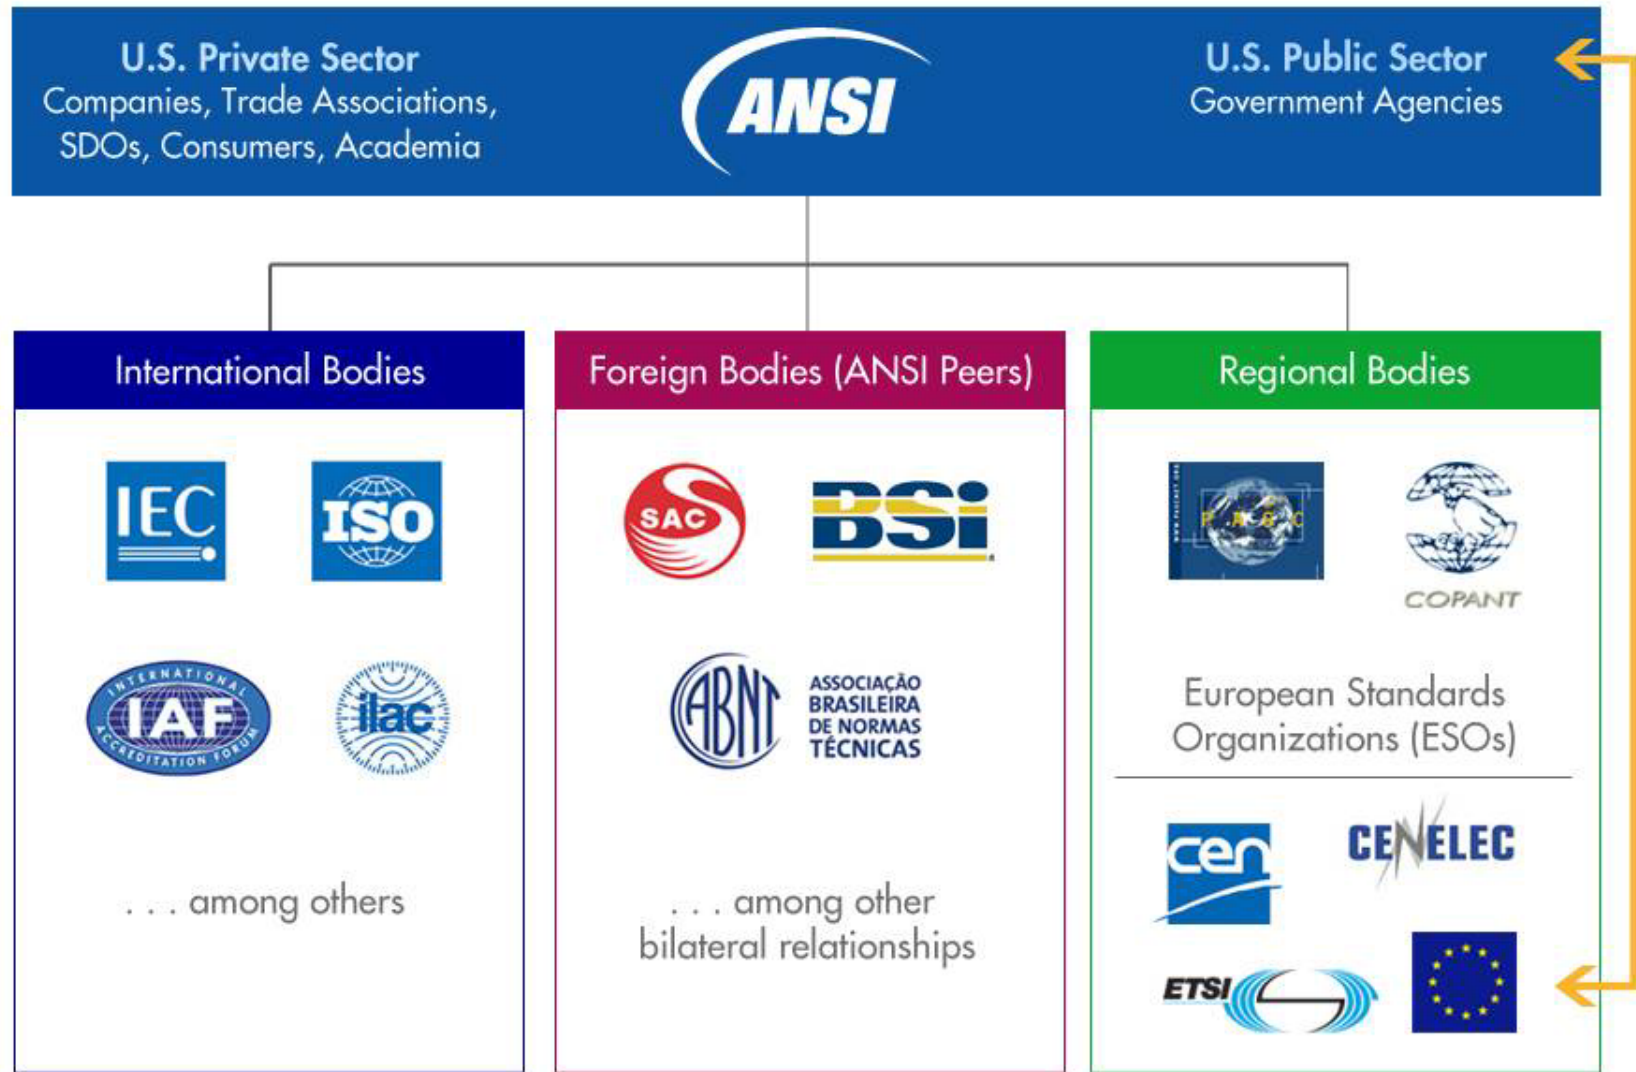 U.S. Private Sector
Companies, Trade Associations,
SDOs, Consumers, Academia
ANSI
U.S. Public Sector
Government Agencies
International Bodies
IEC
ISO
INTERNATIONAL
IAF
ACCREDITATION FORUM
ilac
. . . among others
Foreign Bodies (ANSI Peers)
SAC
BSi
ABNT
ASSOCIAÇÃO
BRASILEIRA
DE NORMAS
TÉCNICAS
. . . among other
bilateral relationships
Regional Bodies
PASC
COPANT
European Standards
Organizations (ESOs)
cen
CENELEC
ETSI